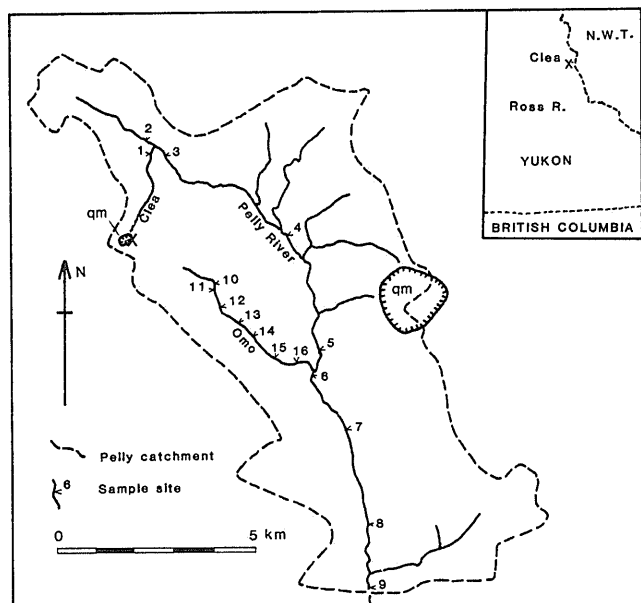 N.W.T.
Clea
Ross R.
YUKON
BRITISH COLUMBIA
2
1
3
Clea
qm
Pelly River
4
N
qm
10
11
12
13
14
Omo
15
16
5
6
7
Pelly catchment
6
Sample site
0
5 km
8
9